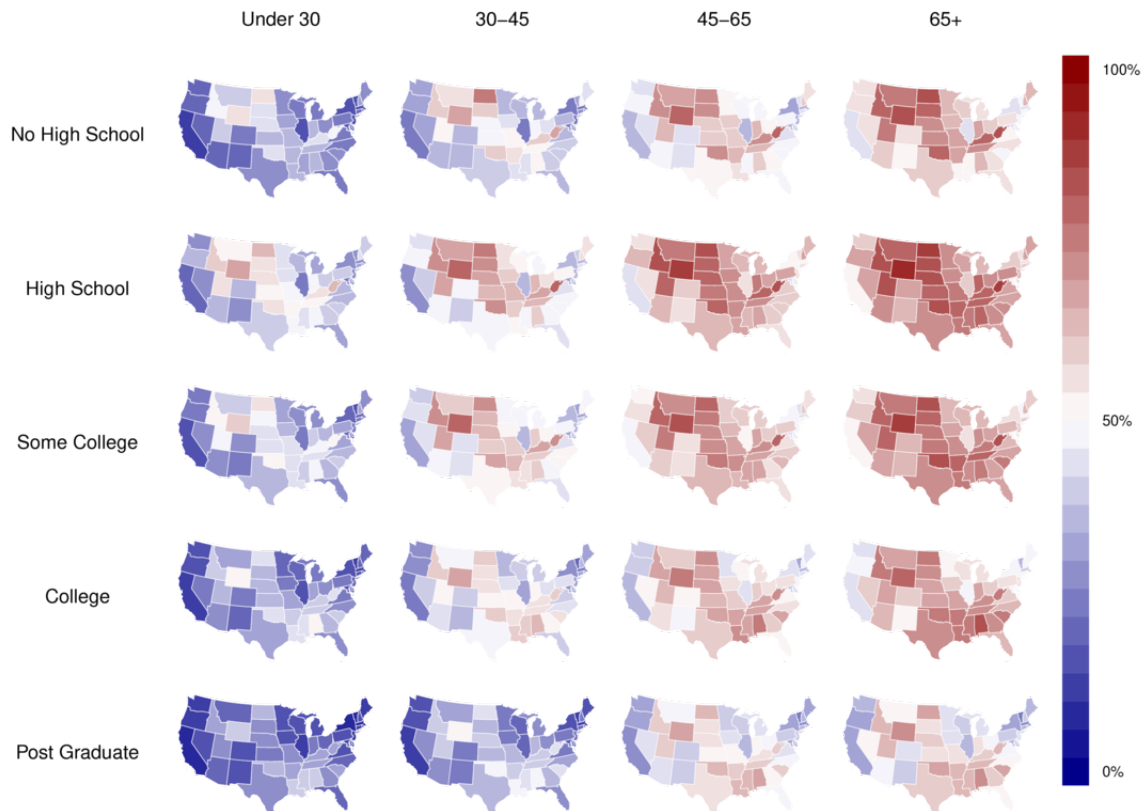 Under 30 30–45 45–65 65+
100%
No High School
High School
50%
Some College
College
Post Graduate
0%